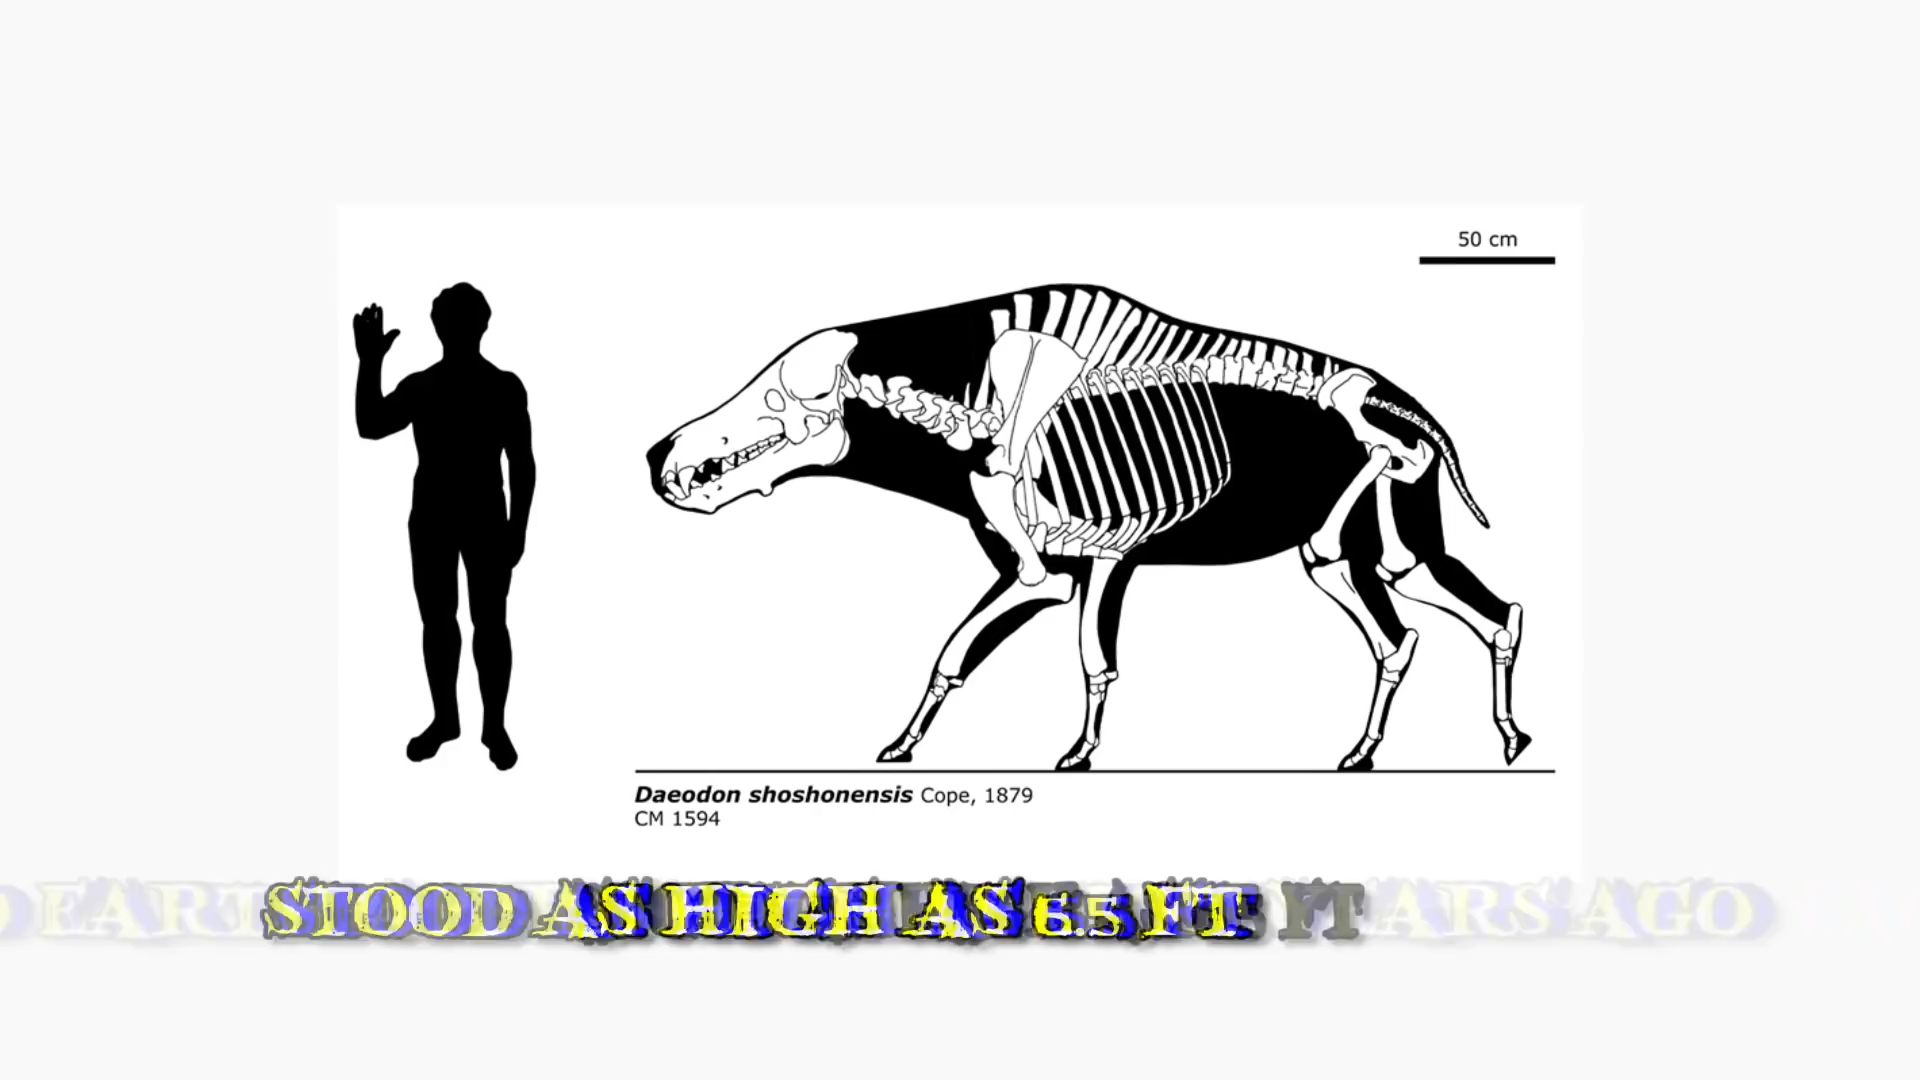 50 cm
Daeodon shoshonensis Cope, 1879
CM 1594
STOOD AS HIGH AS 6.5 FT